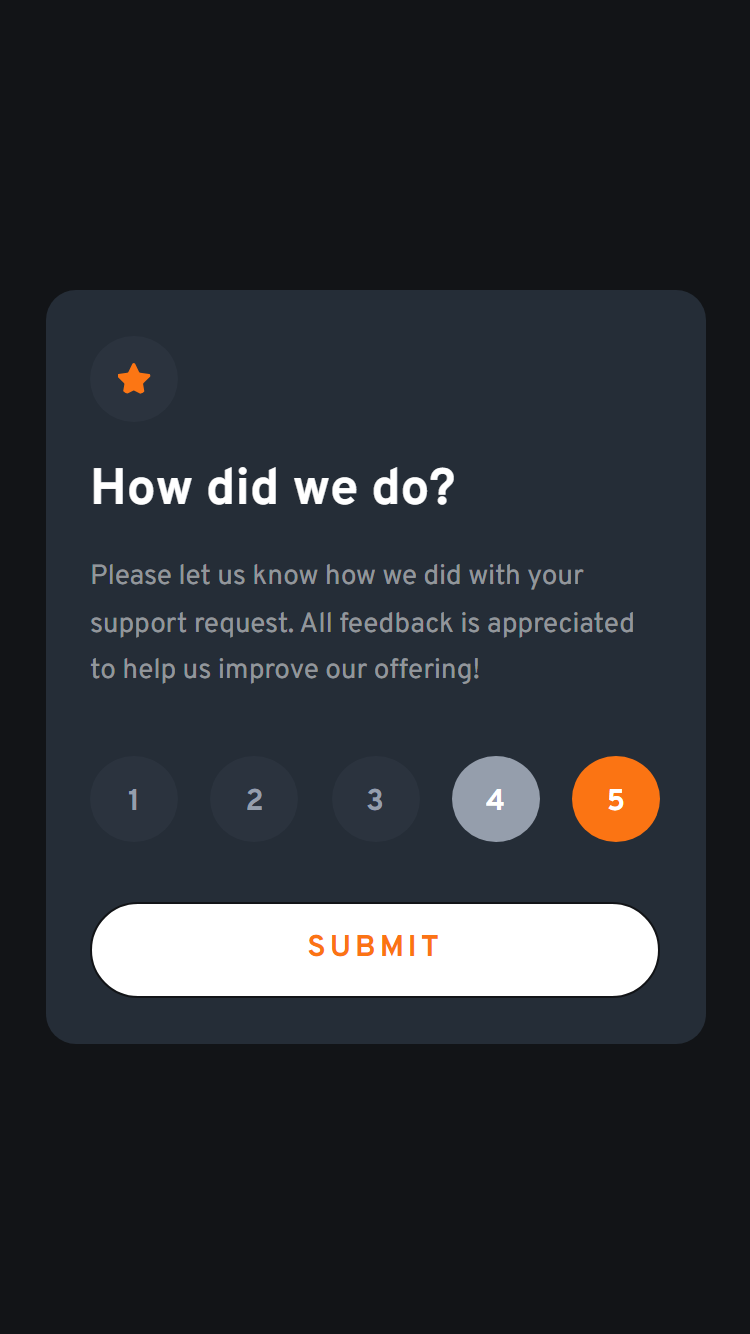 How did we do?
Please let us know how we did with your
support request. All feedback is appreciated
to help us improve our offering!
1 2 3 4 5
SUBMIT